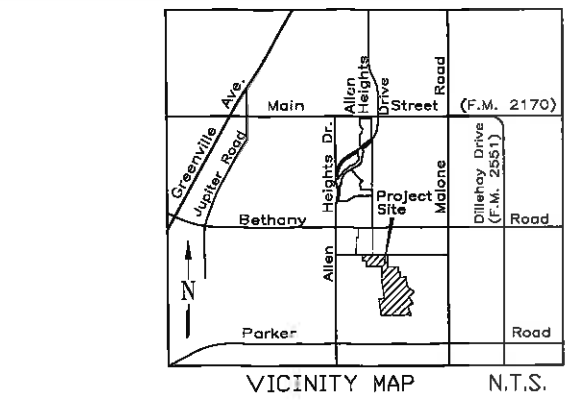 Greenville Ave.
Jupiter Road
Main Street (F.M. 2170)
Allen
Heights
Drive
Malone Road
Allen Heights Dr.
Dillehay Drive
(F.M. 2551)
Project
Site
Bethany Road
N
Parker Road
VICINITY MAP N.T.S.